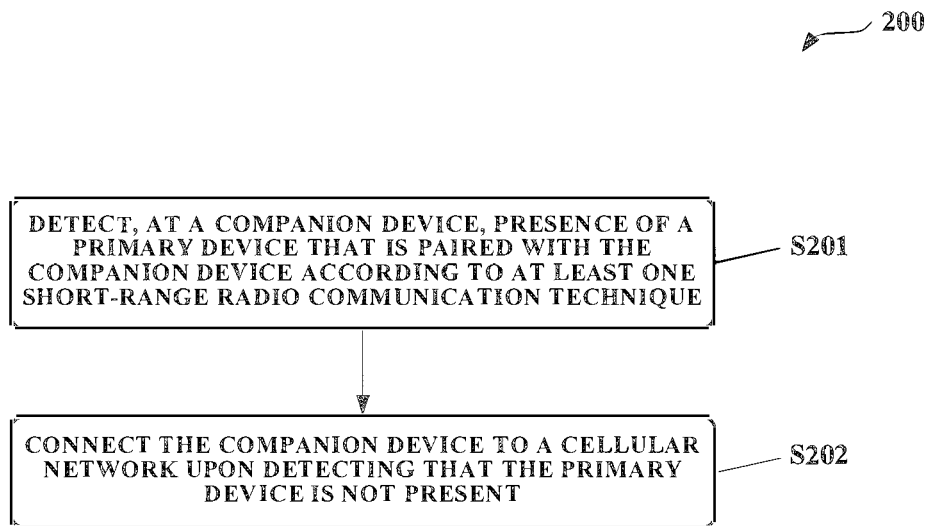 200
DETECT, AT A COMPANION DEVICE, PRESENCE OF A
PRIMARY DEVICE THAT IS PAIRED WITH THE
COMPANION DEVICE ACCORDING TO AT LEAST ONE
SHORT-RANGE RADIO COMMUNICATION TECHNIQUE
S201
CONNECT THE COMPANION DEVICE TO A CELLULAR
NETWORK UPON DETECTING THAT THE PRIMARY
DEVICE IS NOT PRESENT
S202